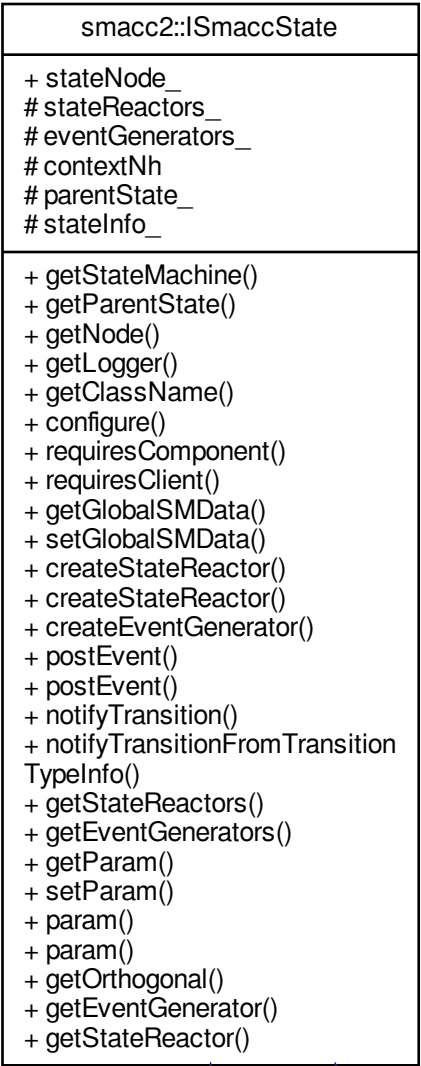 smacc2::ISmaccState
+ stateNode_
# stateReactors_
# eventGenerators_
# contextNh
# parentState_
# stateInfo_
+ getStateMachine()
+ getParentState()
+ getNode()
+ getLogger()
+ getClassName()
+ configure()
+ requiresComponent()
+ requiresClient()
+ getGlobalSMData()
+ setGlobalSMData()
+ createStateReactor()
+ createStateReactor()
+ createEventGenerator()
+ postEvent()
+ postEvent()
+ notifyTransition()
+ notifyTransitionFromTransition
TypeInfo()
+ getStateReactors()
+ getEventGenerators()
+ getParam()
+ setParam()
+ param()
+ param()
+ getOrthogonal()
+ getEventGenerator()
+ getStateReactor()